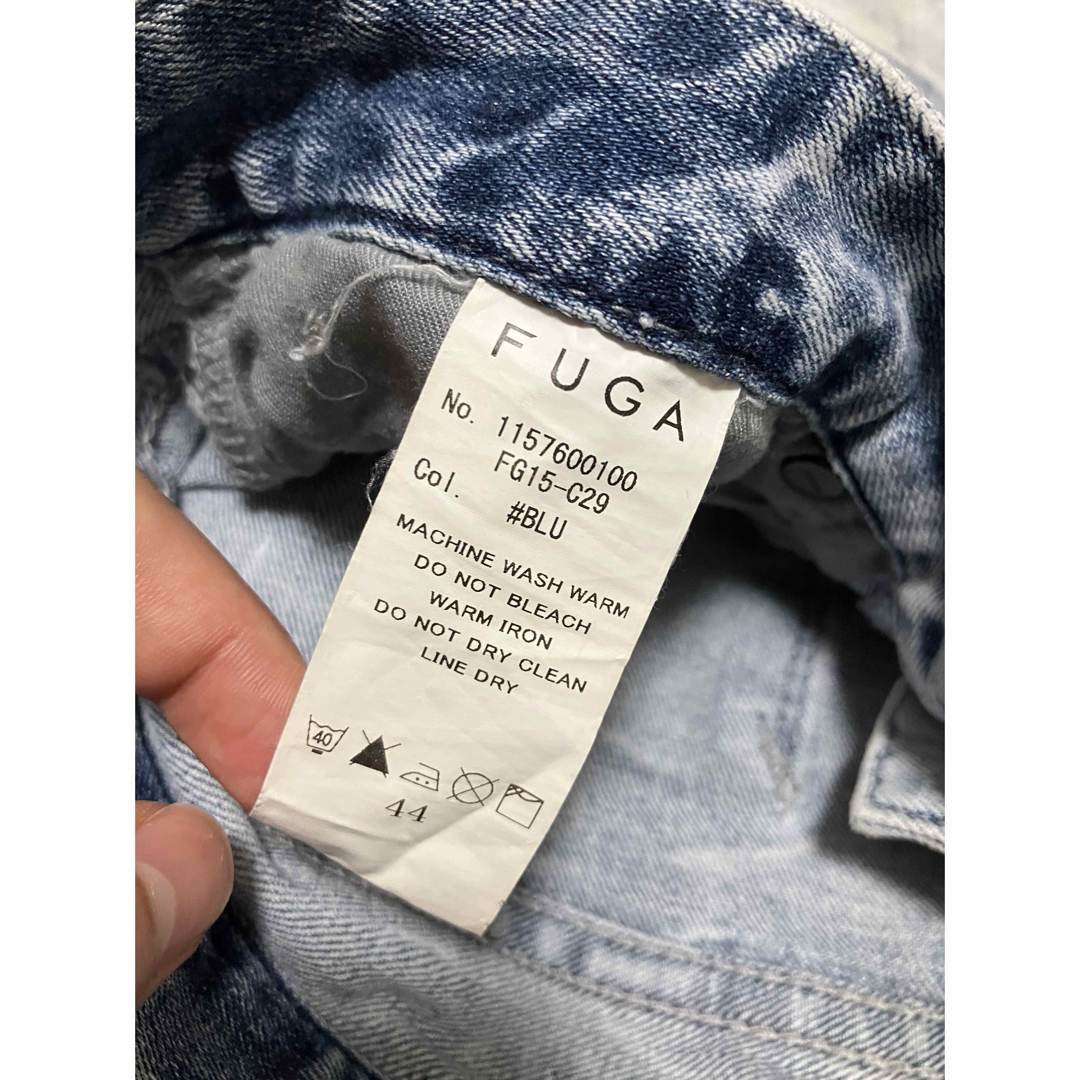 FUGA
No. 1157600100
FG15-C29
Col. #BLU
MACHINE WASH WARM
DO NOT BLEACH
WARM IRON
DO NOT DRY CLEAN
LINE DRY
40
44